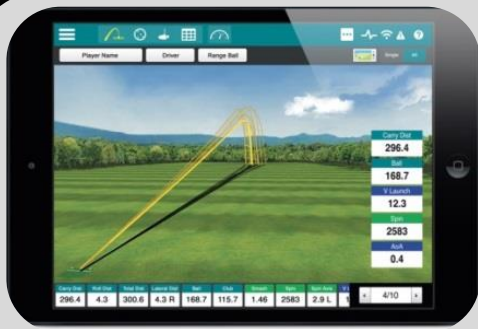 Player Name Driver Range Ball Simple
Carry Dist
296.4
Ball
168.7
V Launch
12.3
Spin
2583
AoA
0.4
Carry Dist Roll Dist Total Dist Lateral Dist Ball Club Smash Spin Spin Axis
296.4 4.3 300.6 4.3 R 168.7 115.7 1.46 2583 2.9 L 4/10